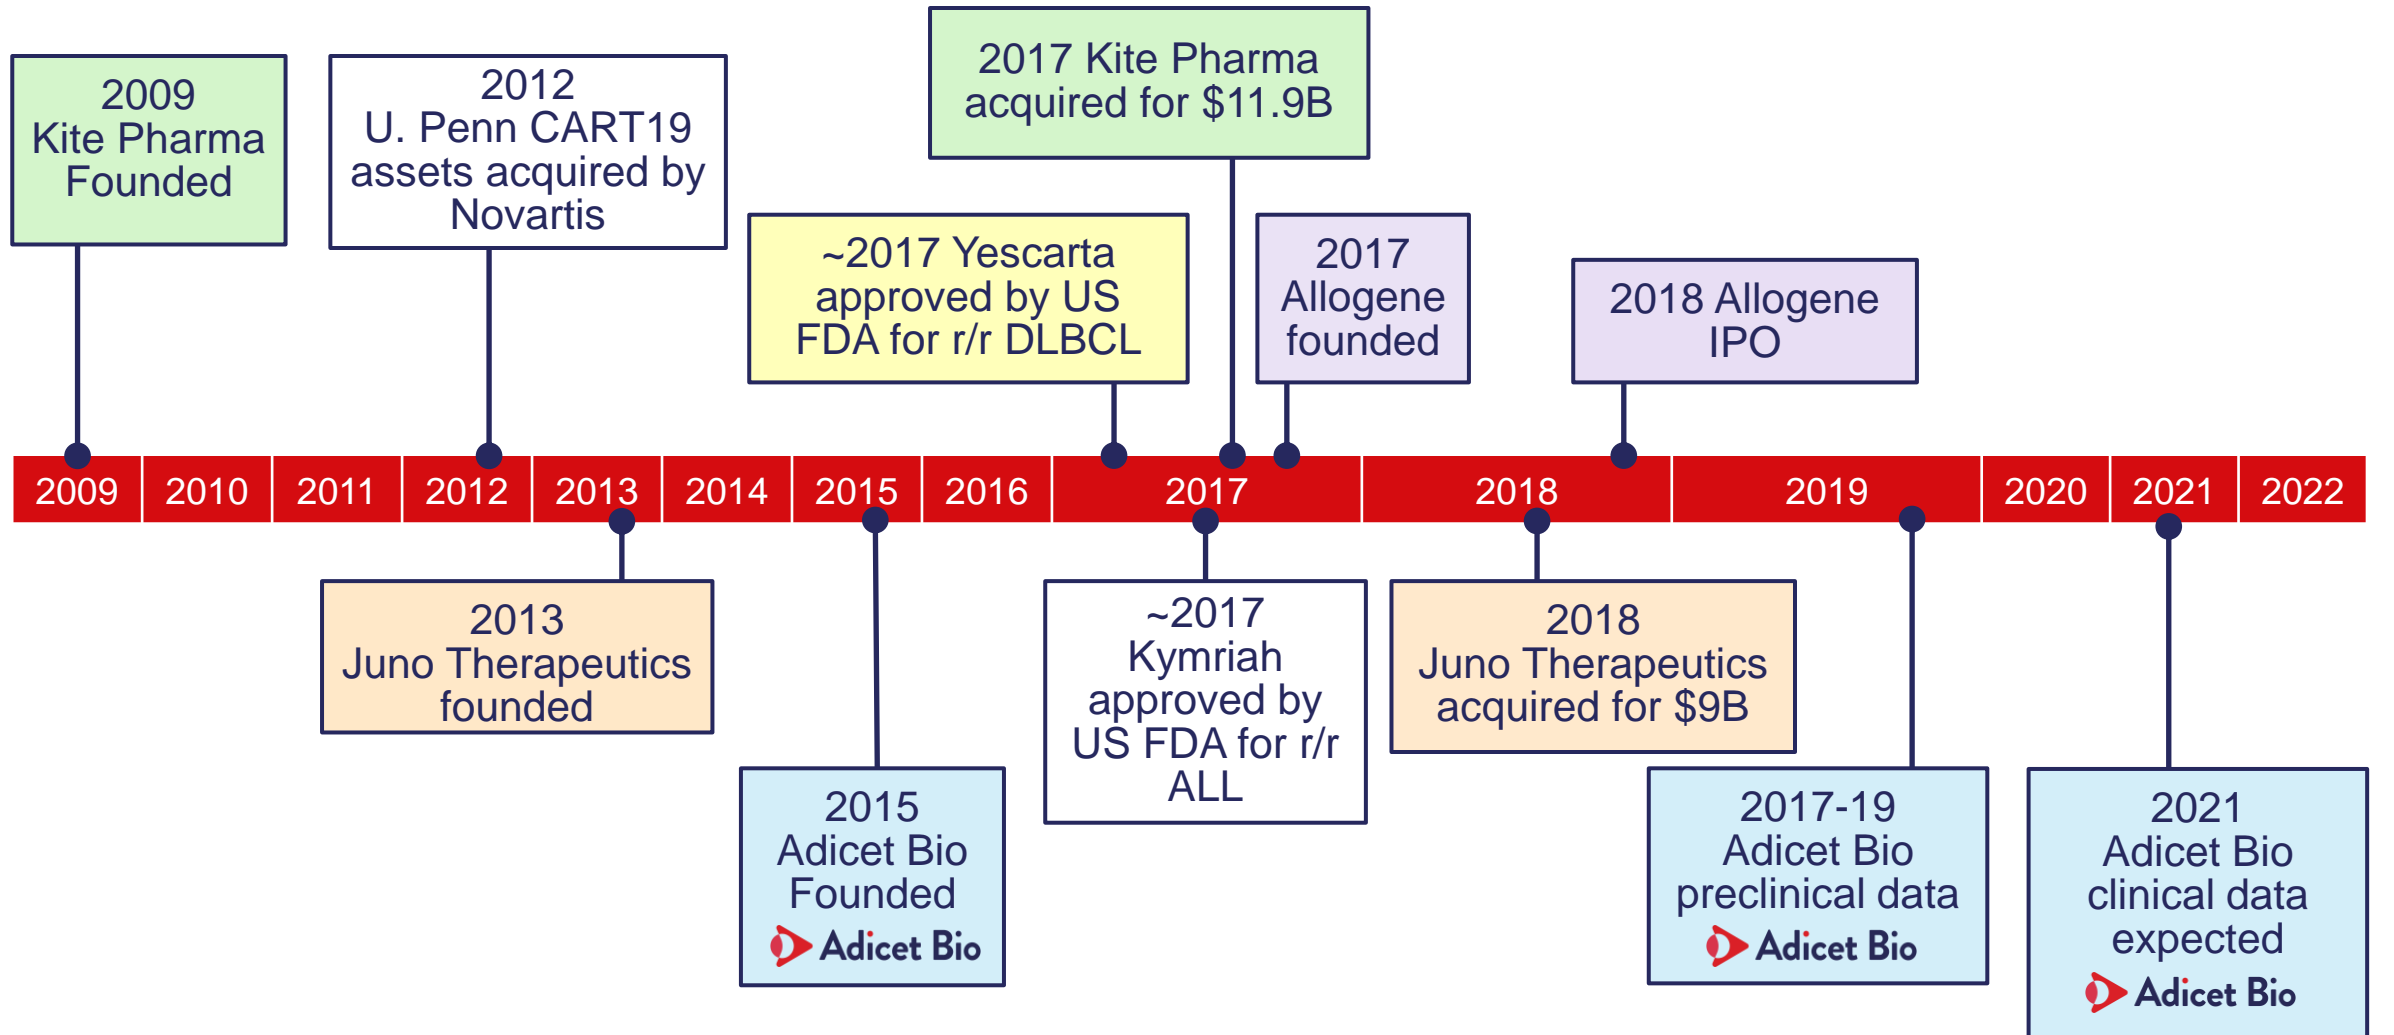 2009
Kite Pharma
Founded
2012
U. Penn CART19
assets acquired by
Novartis
2017 Kite Pharma
acquired for $11.9B
~2017 Yescarta
approved by US
FDA for r/r DLBCL
2017
Allogene
founded
2018 Allogene
IPO
2009 2010 2011 2012 2013 2014 2015 2016 2017 2018 2019 2020 2021 2022
2013
Juno Therapeutics
founded
2015
Adicet Bio
Founded
Adicet Bio
~2017
Kymriah
approved by
US FDA for r/r
ALL
2018
Juno Therapeutics
acquired for $9B
2017-19
Adicet Bio
preclinical data
Adicet Bio
2021
Adicet Bio
clinical data
expected
Adicet Bio